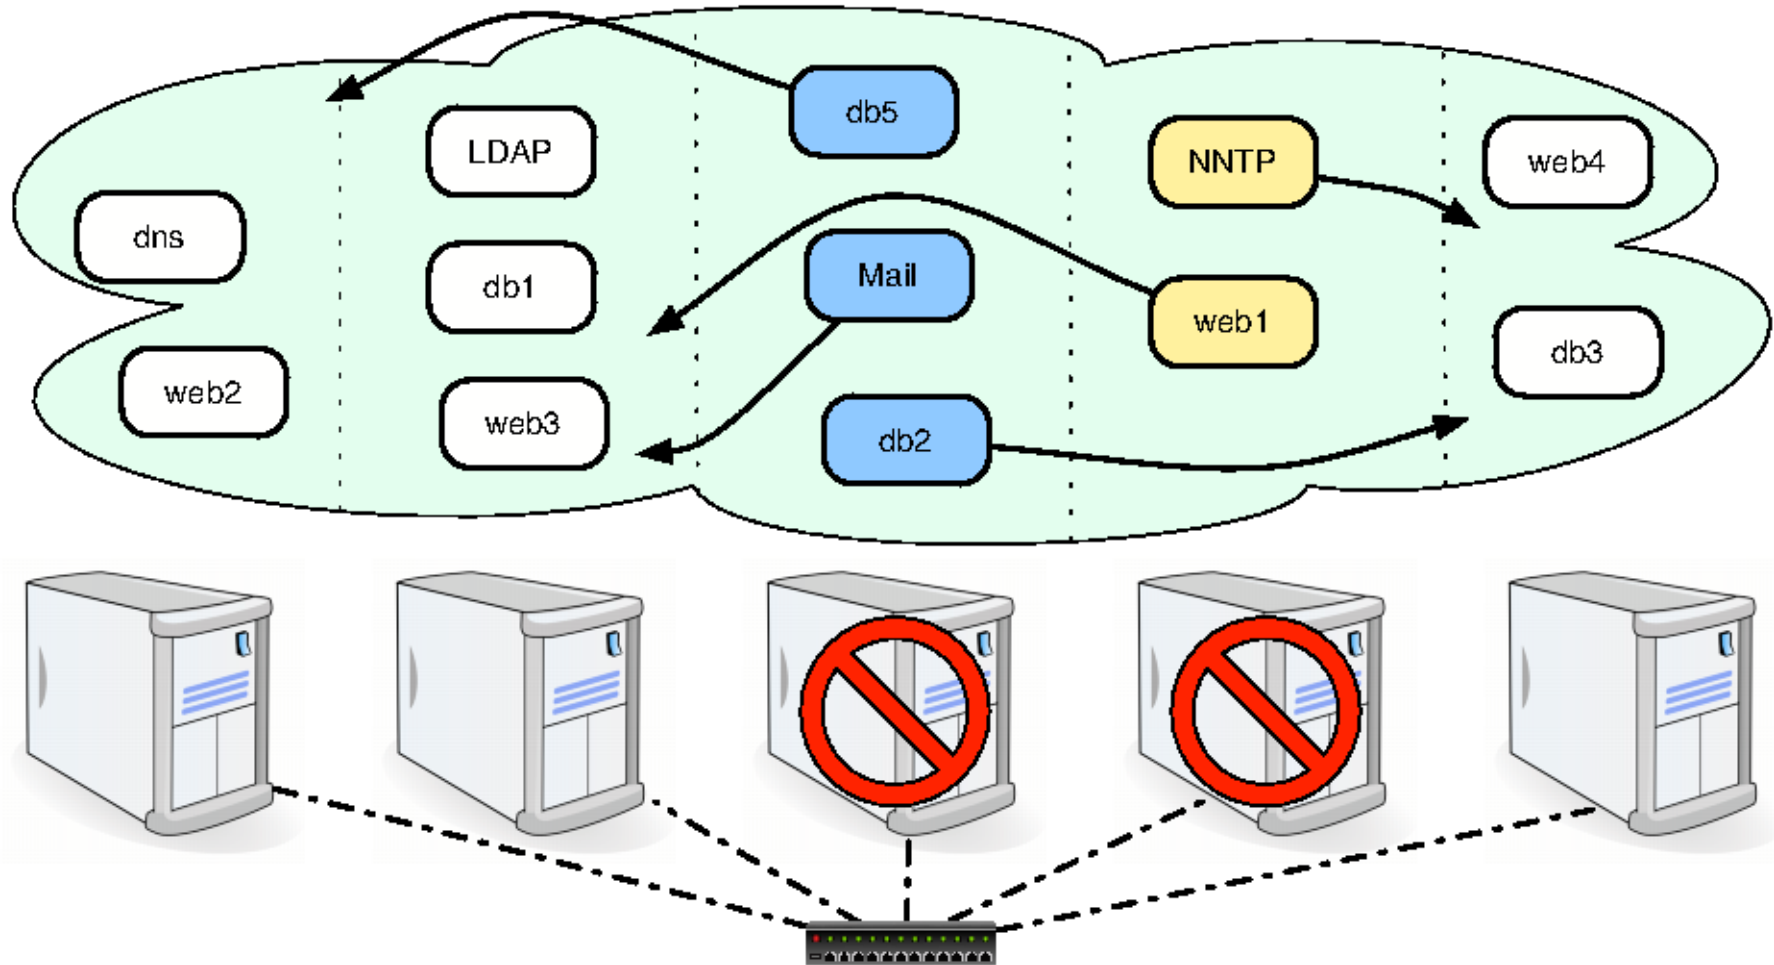 db5
LDAP
NNTP
web4
dns
db1
Mail
web1
db3
web2
web3
db2